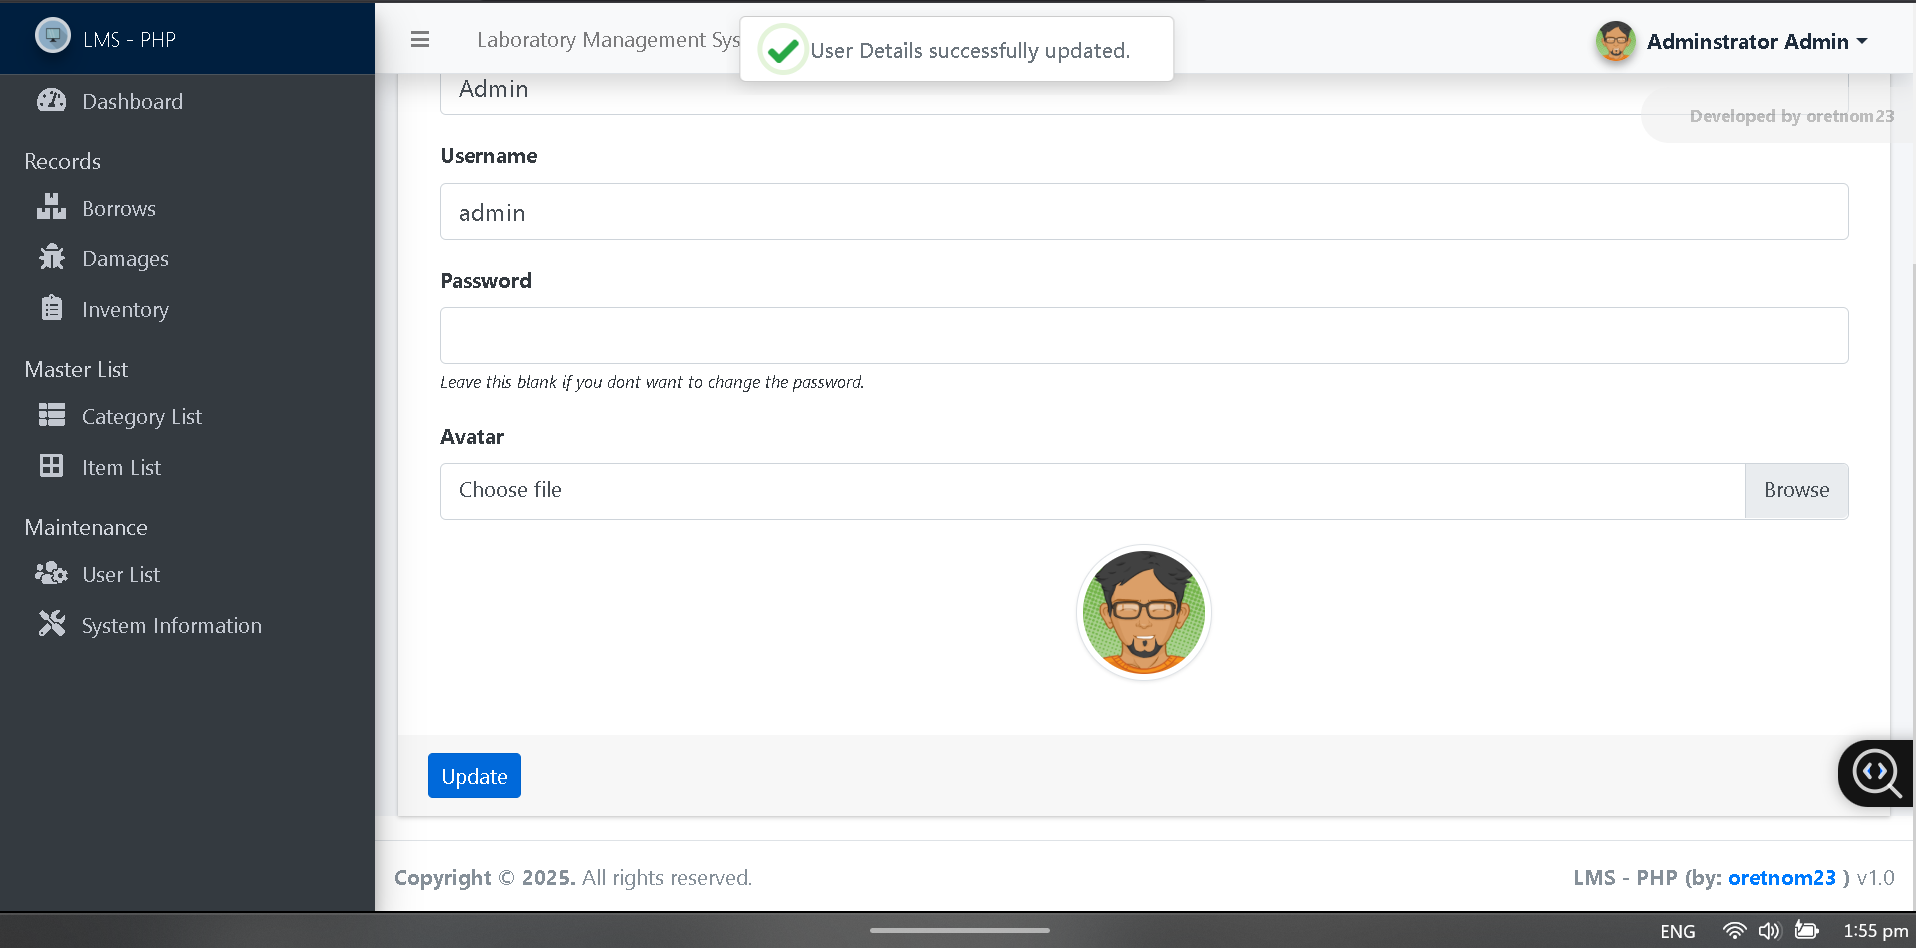 LMS - PHP
Laboratory Management Sys
User Details successfully updated.
Adminstrator Admin
Dashboard
Records
Borrows
Damages
Inventory
Master List
Category List
Item List
Maintenance
User List
System Information
Admin
Developed by oretnom23
Username
admin
Password
Leave this blank if you dont want to change the password.
Avatar
Choose file
Browse
Update
Copyright © 2025. All rights reserved.
LMS - PHP (by: oretnom23 ) v1.0
ENG
1:55 pm